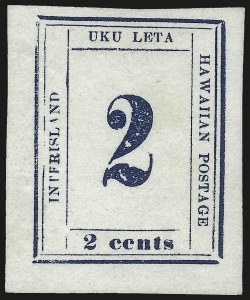 UKU LETA
INTERISLAND
2
HAWAIIAN POSTAGE
2 cents